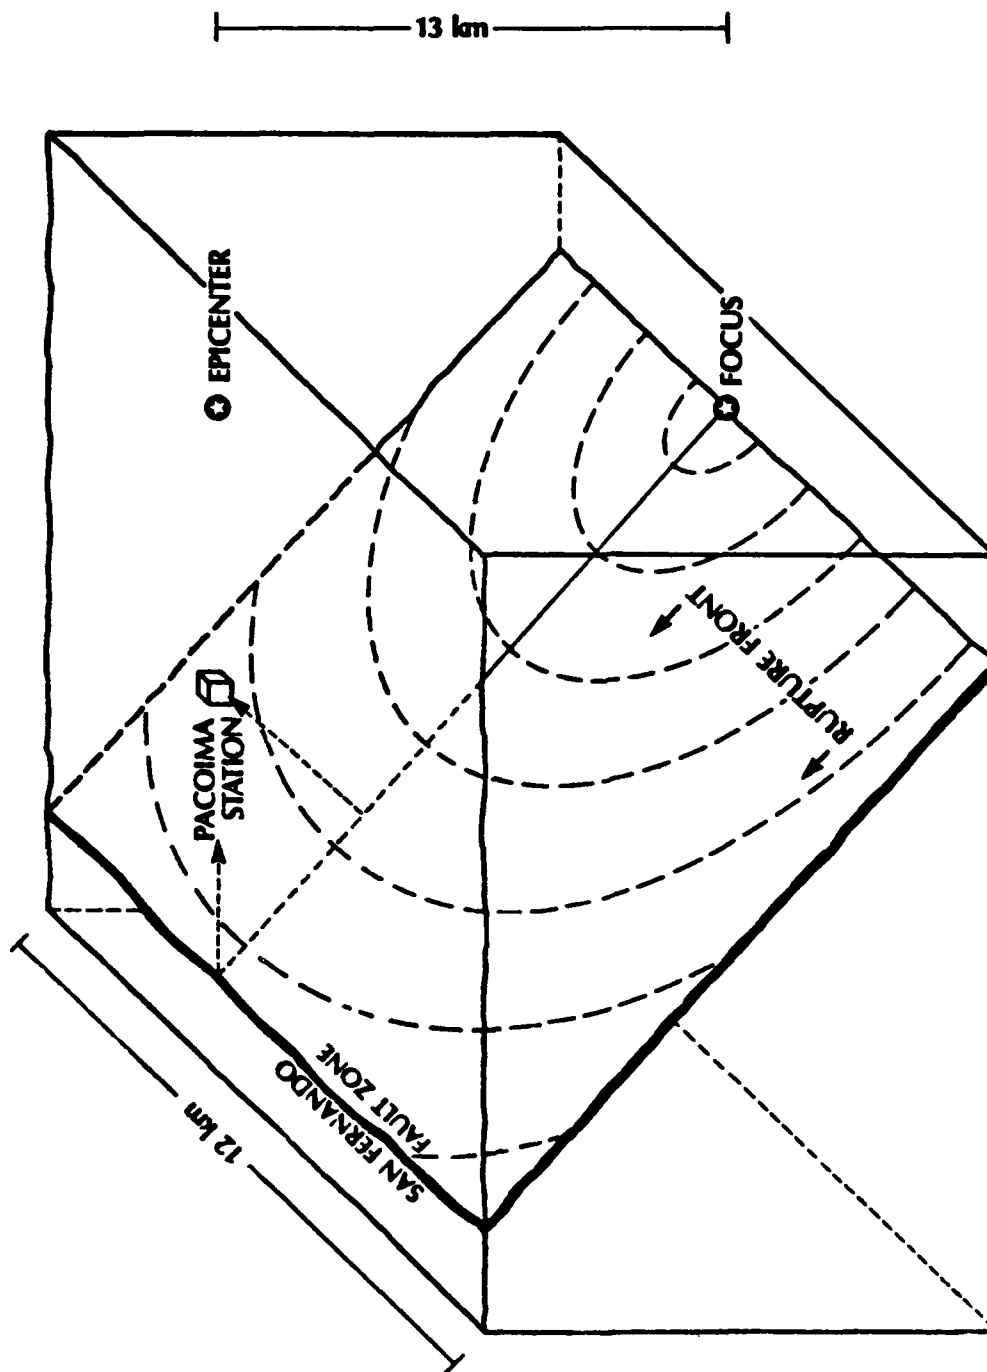 13 km
EPICENTER
FOCUS
PACOIMA
STATION
RUPTURE FRONT
SAN FERNANDO
FAULT ZONE
12 km